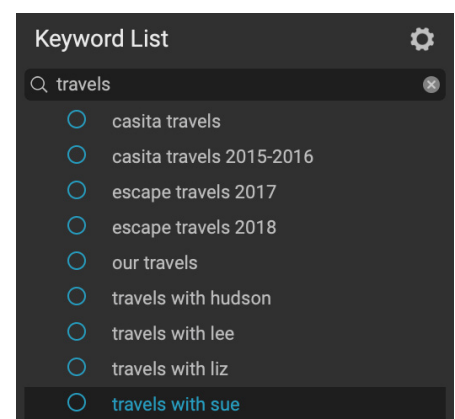 Keyword List
travels
casita travels
casita travels 2015-2016
escape travels 2017
escape travels 2018
our travels
travels with hudson
travels with lee
travels with liz
travels with sue